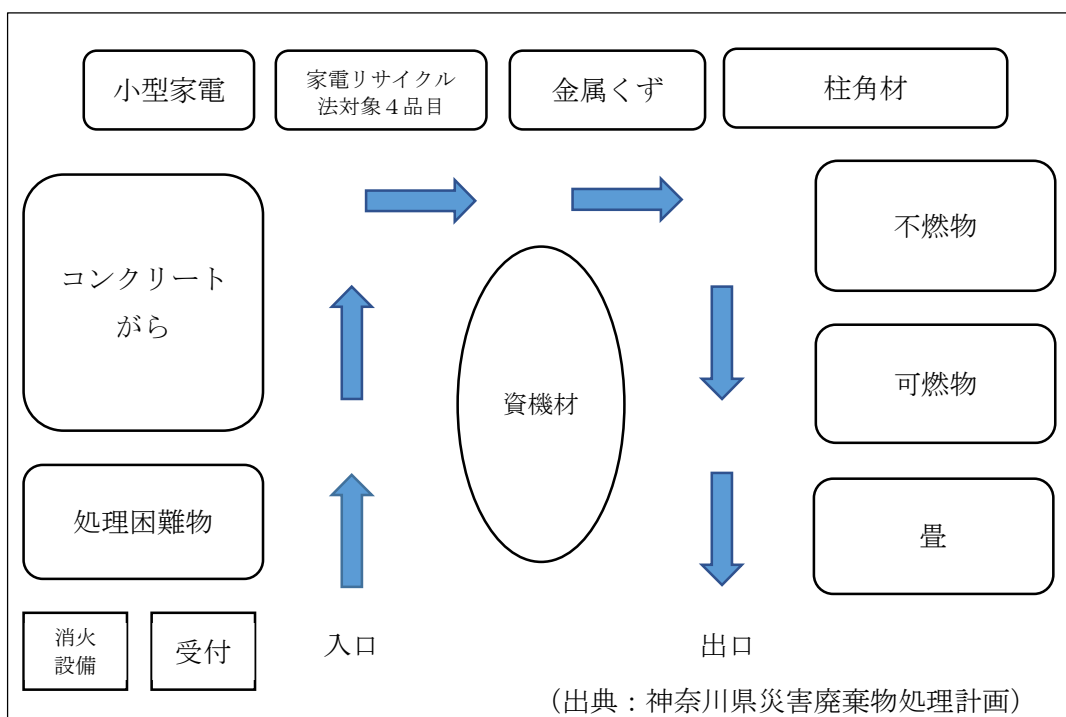 小型家電
家電リサイクル
法対象４品目
金属くず
柱角材
コンクリート
がら
不燃物
資機材
可燃物
処理困難物
畳
消火
設備
受付
入口
出口
（出典：神奈川県災害廃棄物処理計画）